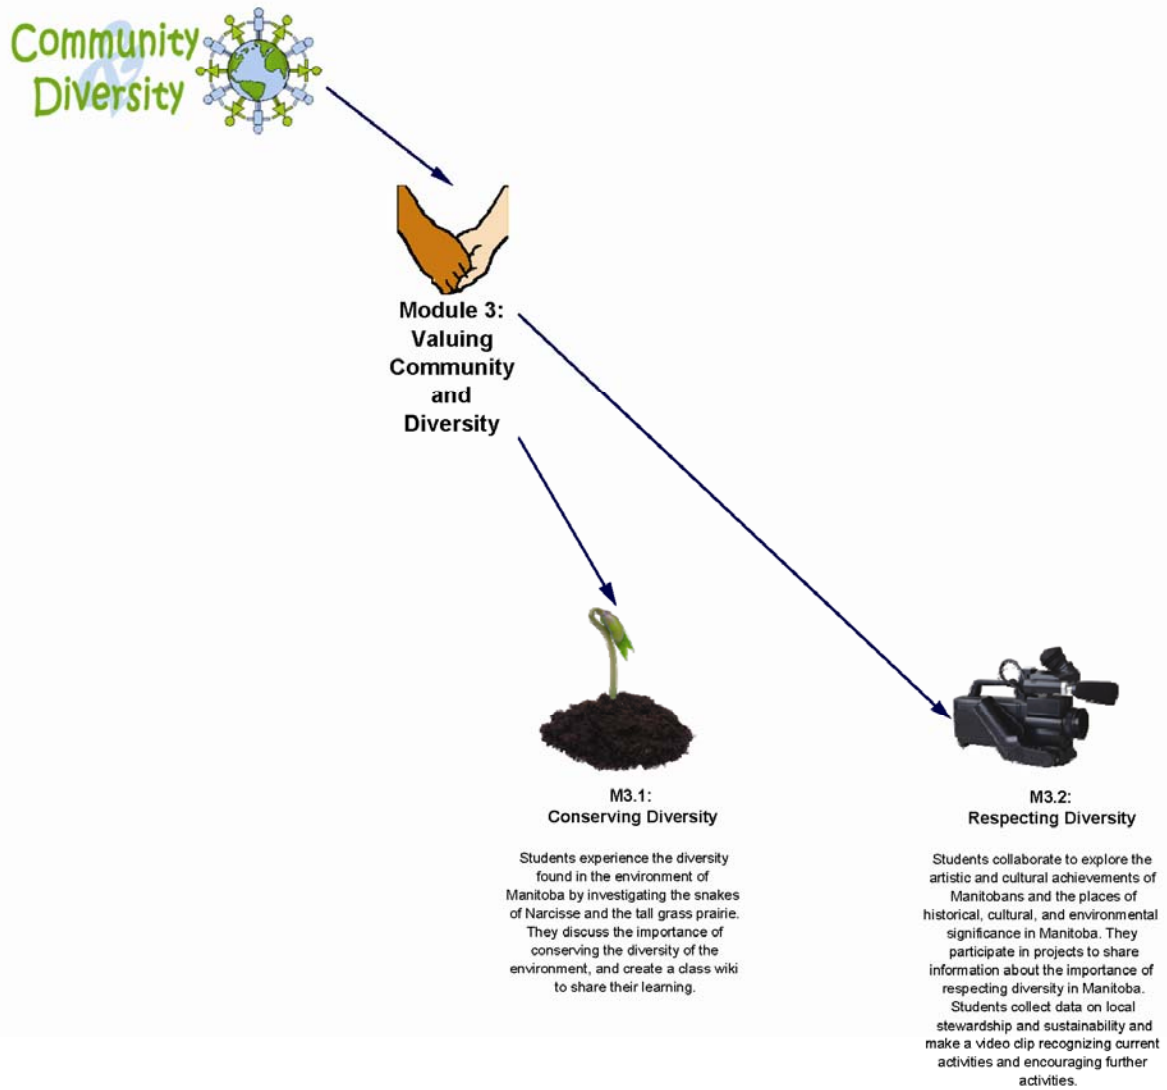 Community
&
Diversity
Module 3:
Valuing
Community
and
Diversity
M3.1:
Conserving Diversity
Students experience the diversity
found in the environment of
Manitoba by investigating the snakes
of Narcisse and the tall grass prairie.
They discuss the importance of
conserving the diversity of the
environment, and create a class wiki
to share their learning.
M3.2:
Respecting Diversity
Students collaborate to explore the
artistic and cultural achievements of
Manitobans and the places of
historical, cultural, and environmental
significance in Manitoba. They
participate in projects to share
information about the importance of
respecting diversity in Manitoba.
Students collect data on local
stewardship and sustainability and
make a video clip recognizing current
activities and encouraging further
activities.